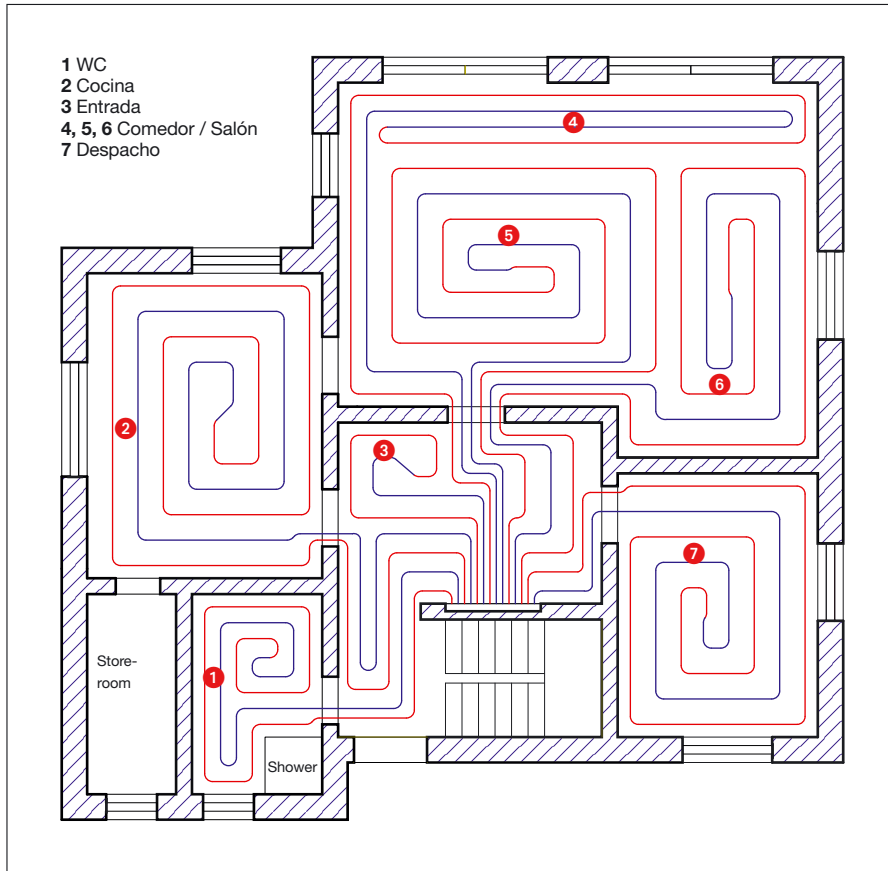 1 WC
2 Cocina
3 Entrada
4, 5, 6 Comedor / Salón
7 Despacho
4
5
6
2
3
7
Store-
room
1
Shower